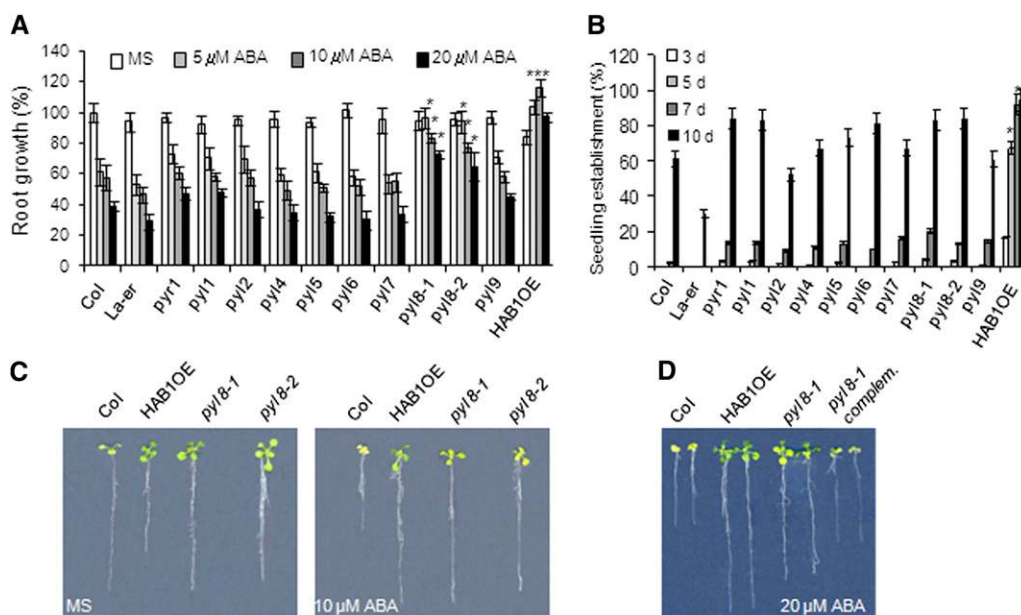 A
Root growth (%)
140
120
100
80
60
40
20
0
MS
5 μM ABA
10 μM ABA
20 μM ABA
*
*
*
*
*
*
***
Col
La-er
pyr1
pyl1
pyl2
pyl4
pyl5
pyl6
pyl7
pyl8-1
pyl8-2
pyl9
HAB1OE
B
Seedling establishment (%)
120
100
80
60
40
20
0
3 d
5 d
7 d
10 d
*
*
Col
La-er
pyr1
pyl1
pyl2
pyl4
pyl5
pyl6
pyl7
pyl8-1
pyl8-2
pyl9
HAB1OE
C
Col
HAB1OE
pyl8-1
pyl8-2
MS
Col
HAB1OE
pyl8-1
pyl8-2
10 μM ABA
D
Col
HAB1OE
pyl8-1
pyl8-1
complem.
20 μM ABA